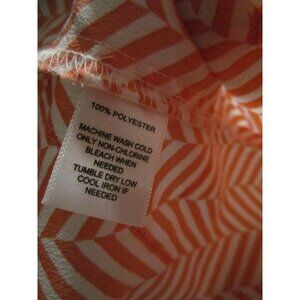 100% POLYESTER
MACHINE WASH COLD
ONLY NON-CHLORINE
BLEACH WHEN
NEEDED
TUMBLE DRY LOW
COOL IRON IF
NEEDED